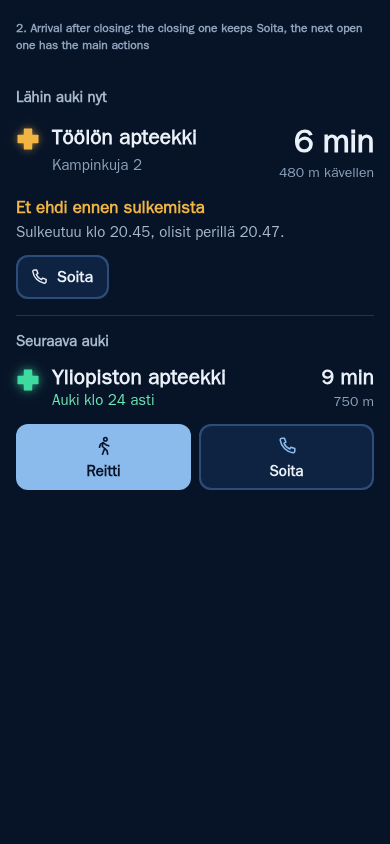 2. Arrival after closing: the closing one keeps Soita, the next open
one has the main actions
Lähin auki nyt
Töölön apteekki
6 min
Kampinkuja 2
480 m kävellen
Et ehdi ennen sulkemista
Sulkeutuu klo 20.45, olisit perillä 20.47.
Soita
Seuraava auki
Yliopiston apteekki
9 min
Auki klo 24 asti
750 m
Reitti
Soita